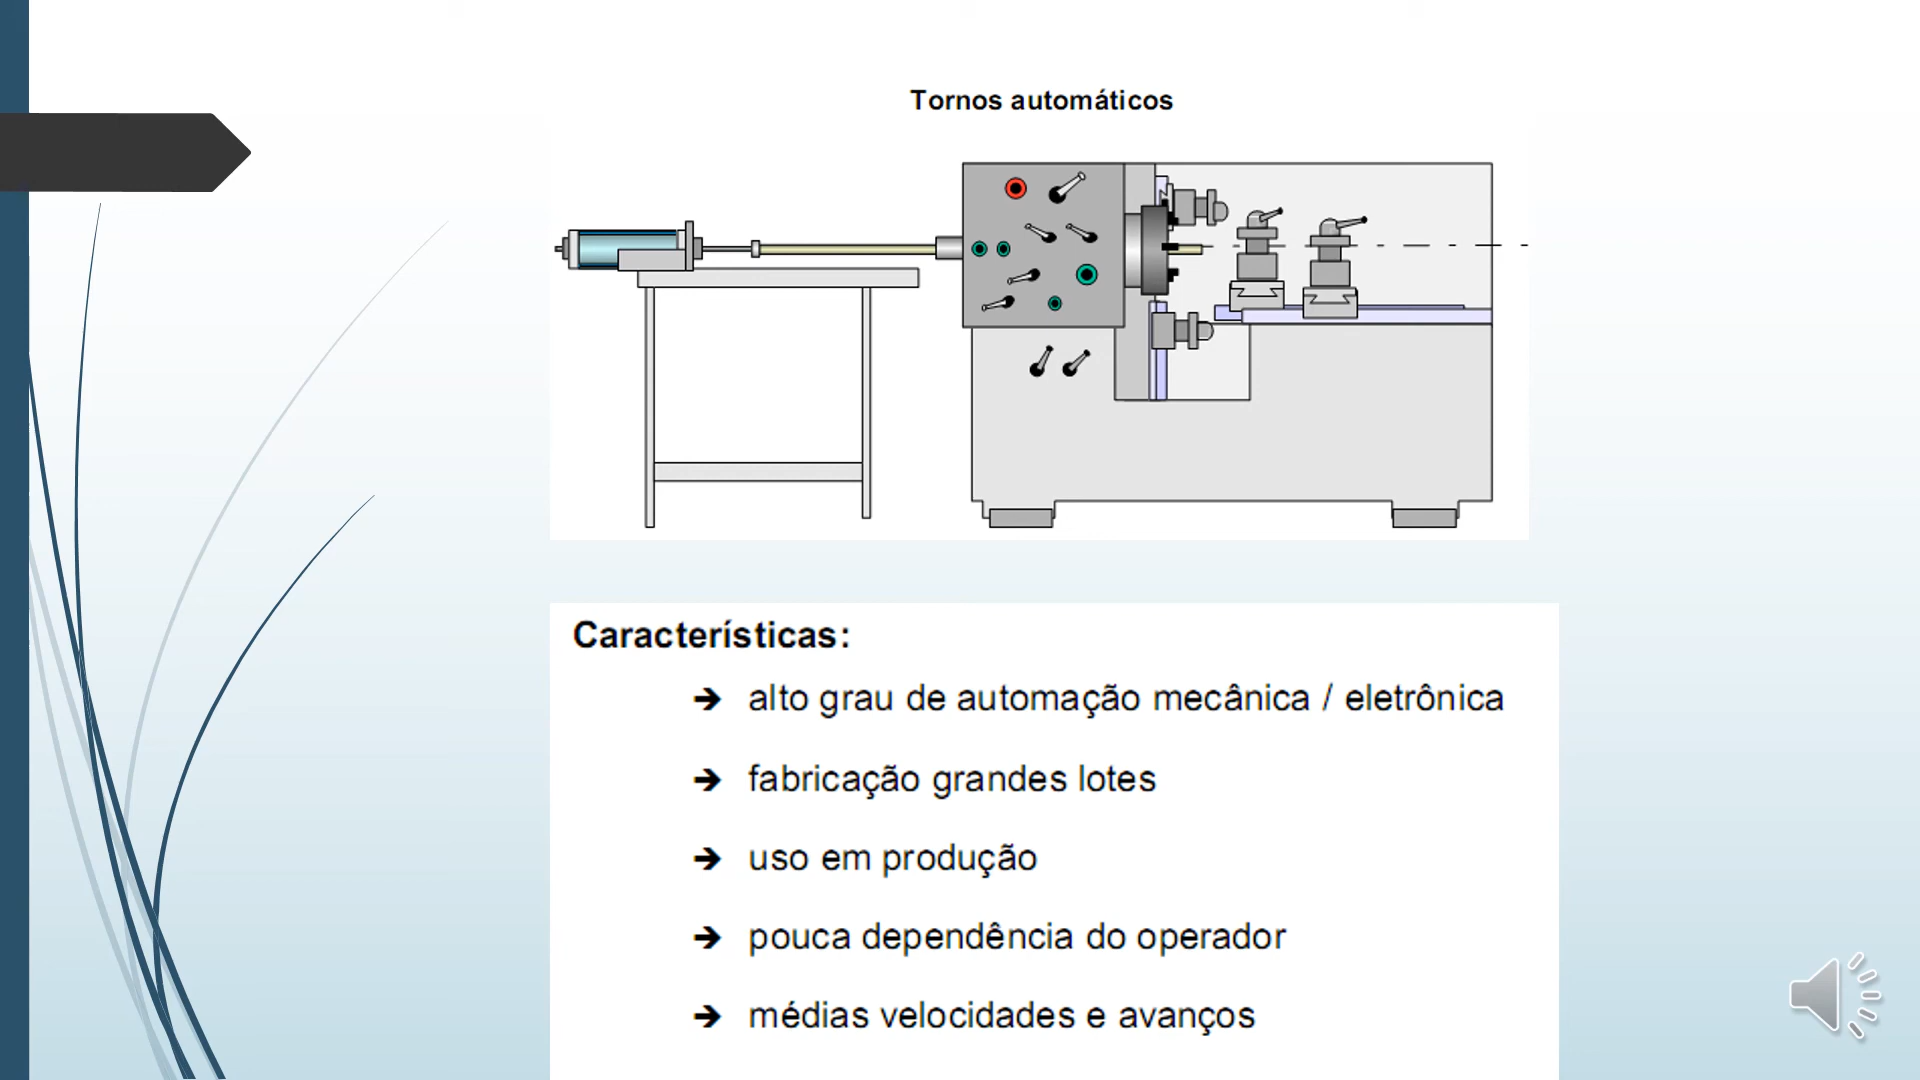 Tornos automáticos
Características:
➔ alto grau de automação mecânica / eletrônica
➔ fabricação grandes lotes
➔ uso em produção
➔ pouca dependência do operador
➔ médias velocidades e avanços